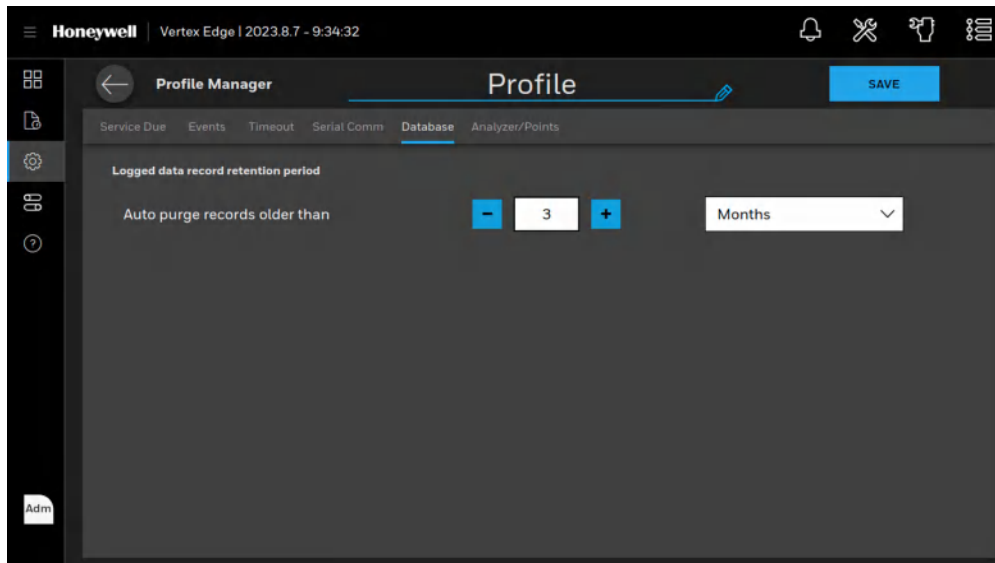 Honeywell Vertex Edge | 2023.8.7 - 9:34:32
Profile Manager Profile SAVE
Service Due Events Timeout Serial Comm Database Analyzer/Points
Logged data record retention period
Auto purge records older than - 3 + Months
?
Adm